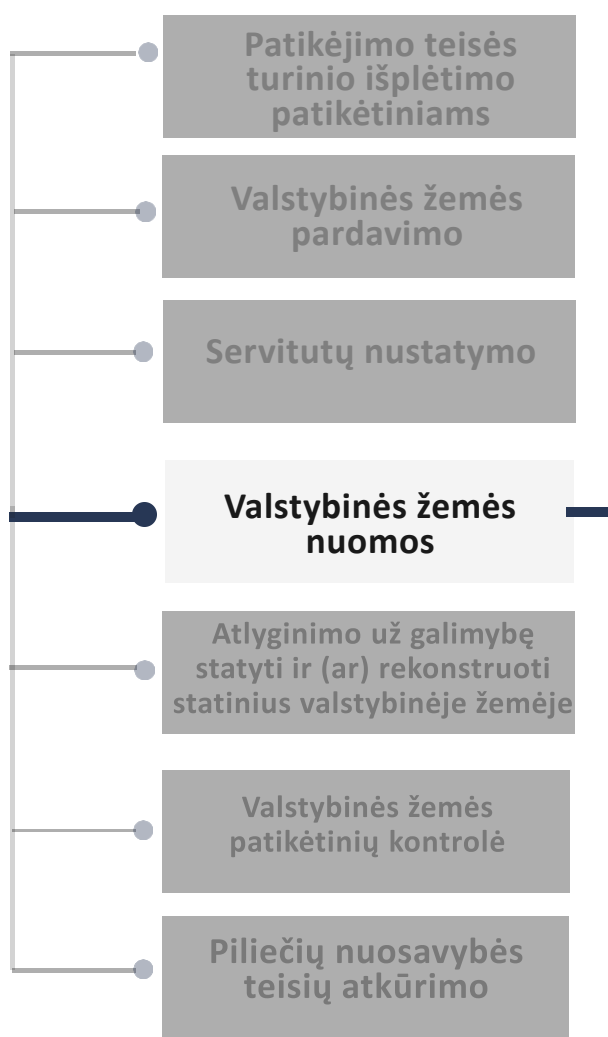 Patikėjimo teisės
turinio išplėtimo
patikėtiniams
Valstybinės žemės
pardavimo
Servitutų nustatymo
Valstybinės žemės
nuomos
Atlyginimo už galimybę
statyti ir (ar) rekonstruoti
statinius valstybinėje žemėje
Valstybinės žemės
patikėtinių kontrolė
Piliečių nuosavybės
teisių atkūrimo